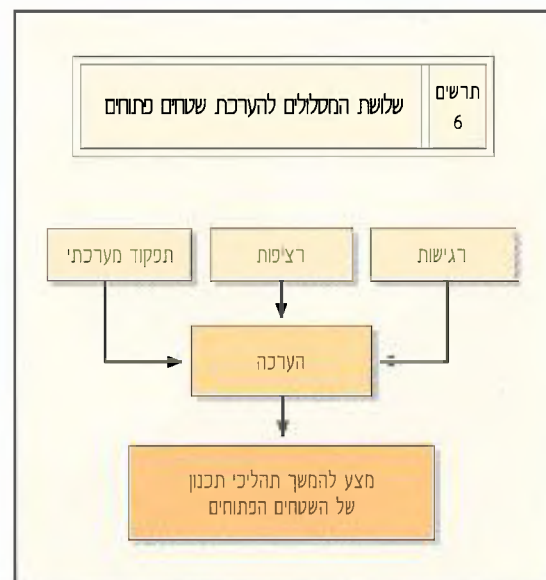 תרשים
6
שלושת המסלולים להערכת שטחים פתוחים
רגישות
רציפות
תפקוד מערכתי
הערכה
מצע להמשך תהליכי תכנון
של השטחים הפתוחים